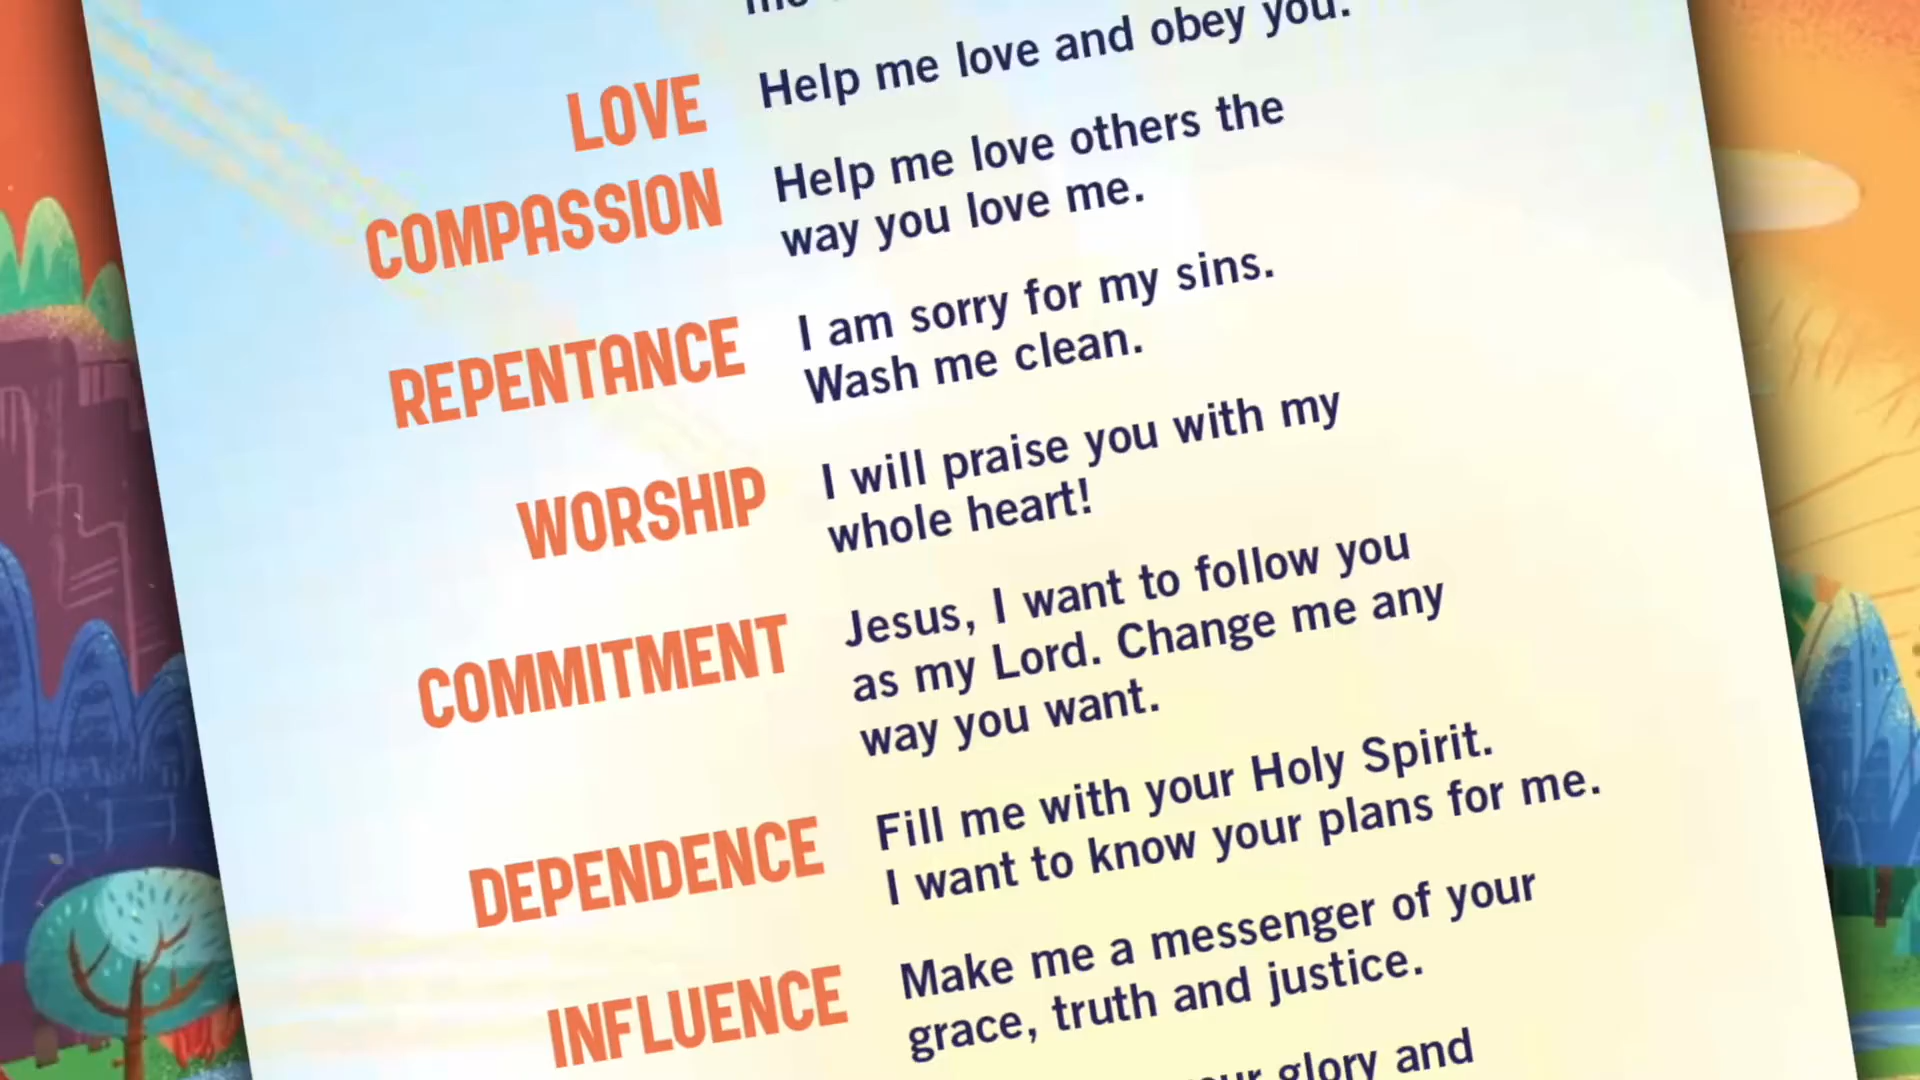 Help me love and obey you.
LOVE
Help me love others the
COMPASSION
way you love me.
I am sorry for my sins.
REPENTANCE
Wash me clean.
I will praise you with my
WORSHIP
whole heart!
Jesus, I want to follow you
COMMITMENT
as my Lord. Change me any
way you want.
Fill me with your Holy Spirit.
DEPENDENCE
I want to know your plans for me.
Make me a messenger of your
INFLUENCE
grace, truth and justice.
glory and